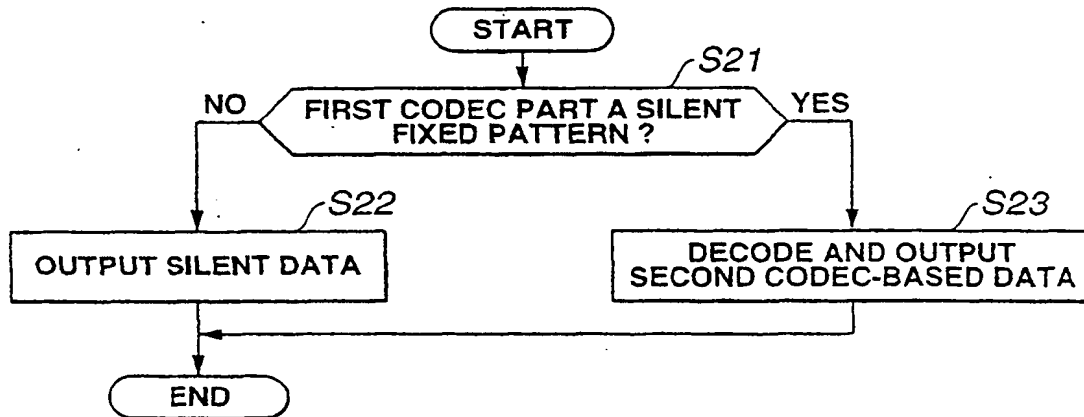 START
S21
NO
FIRST CODEC PART A SILENT
FIXED PATTERN ?
YES
S22
OUTPUT SILENT DATA
S23
DECODE AND OUTPUT
SECOND CODEC-BASED DATA
END